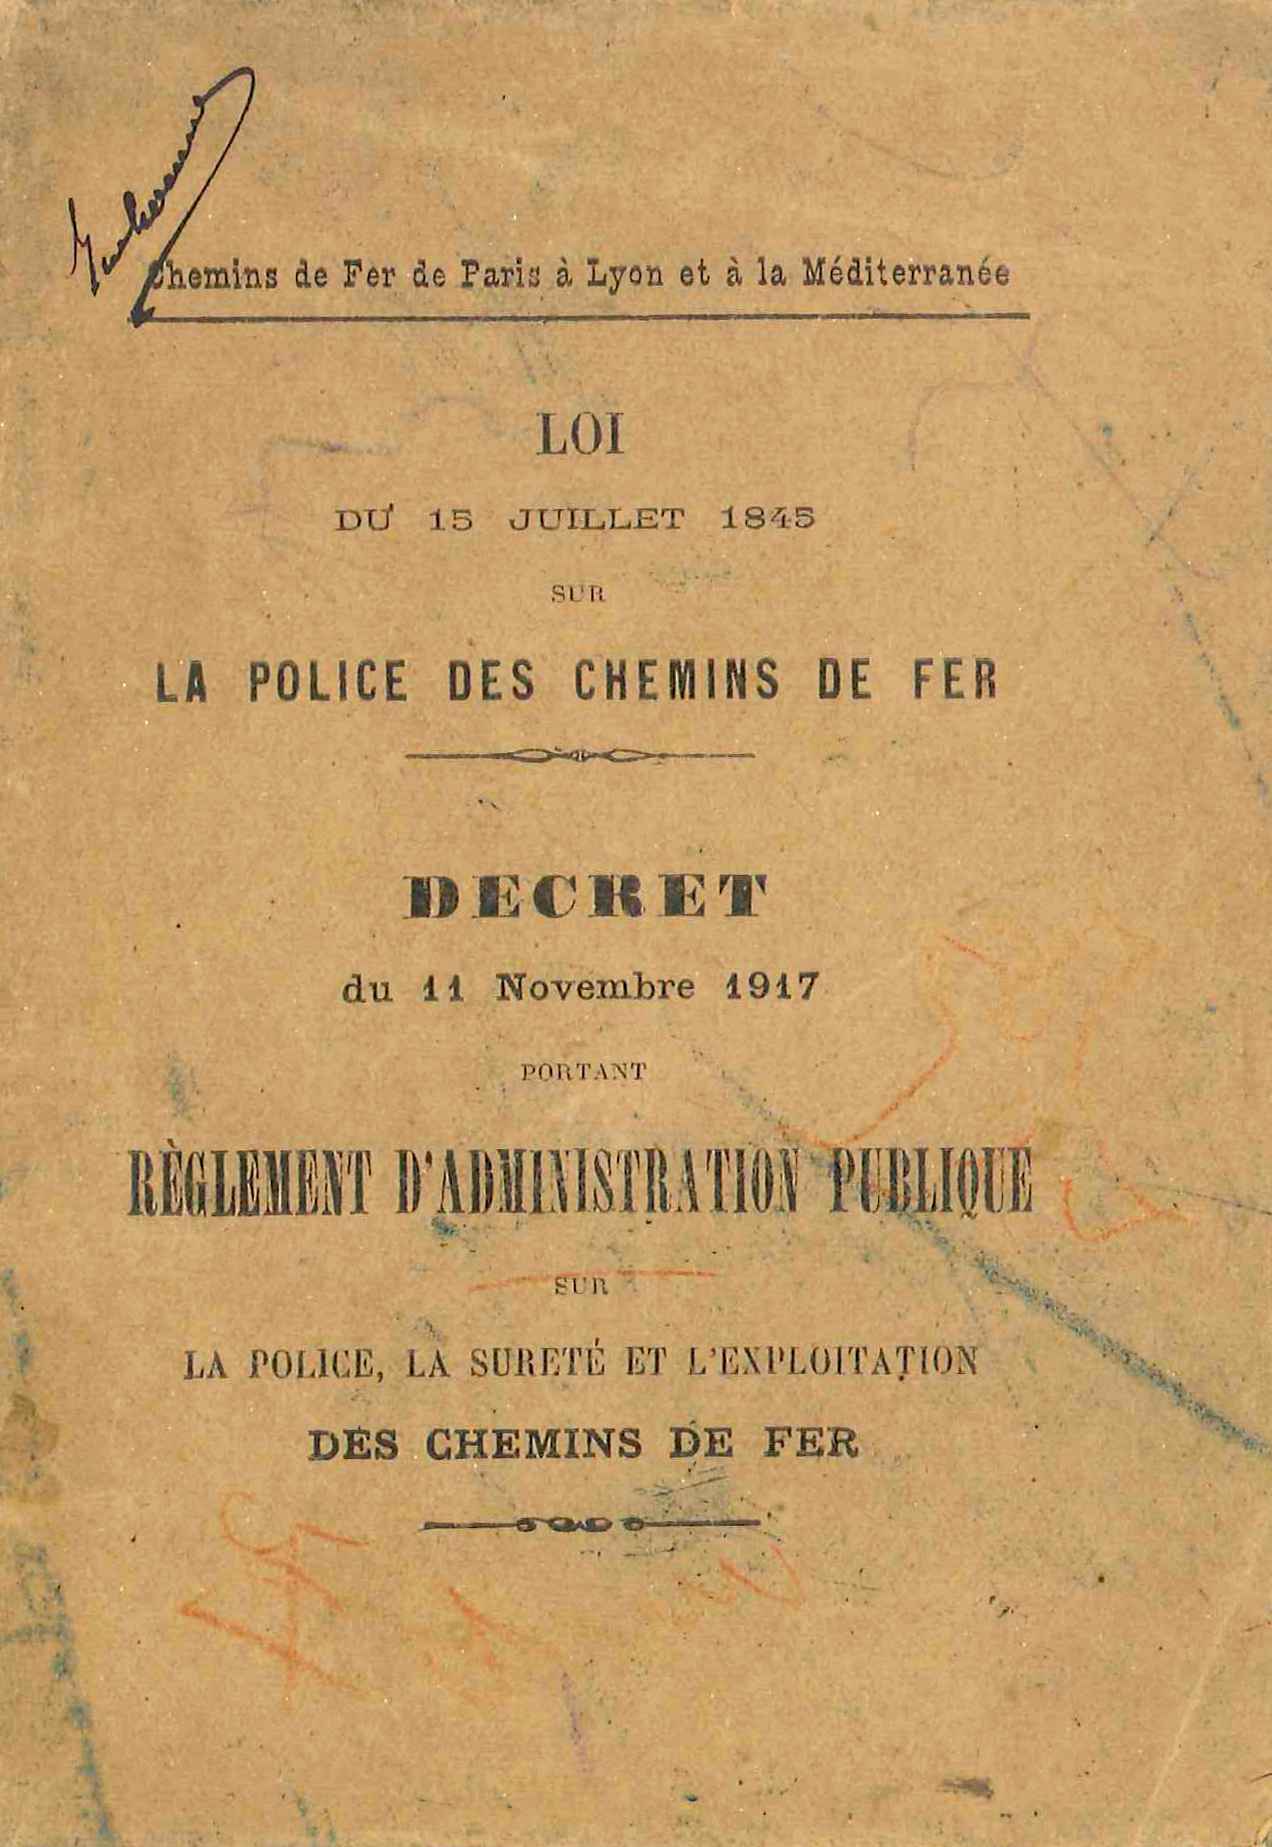 Chemins de Fer de Paris à Lyon et à la Méditerranée
LOI
DU 15 JUILLET 1845
SUR
LA POLICE DES CHEMINS DE FER
DECRET
du 11 Novembre 1917
PORTANT
RÈGLEMENT D'ADMINISTRATION PUBLIQUE
SUR
LA POLICE, LA SURETÉ ET L'EXPLOITATION
DES CHEMINS DE FER